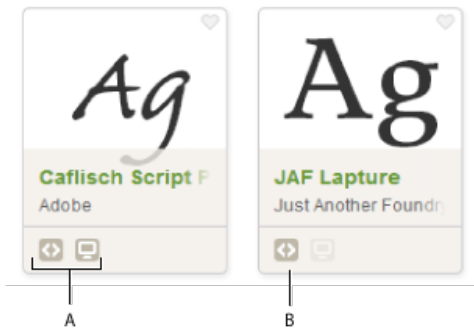 Ag
Caflisch Script P
Adobe
A
Ag
JAF Lapture
Just Another Foundry
B